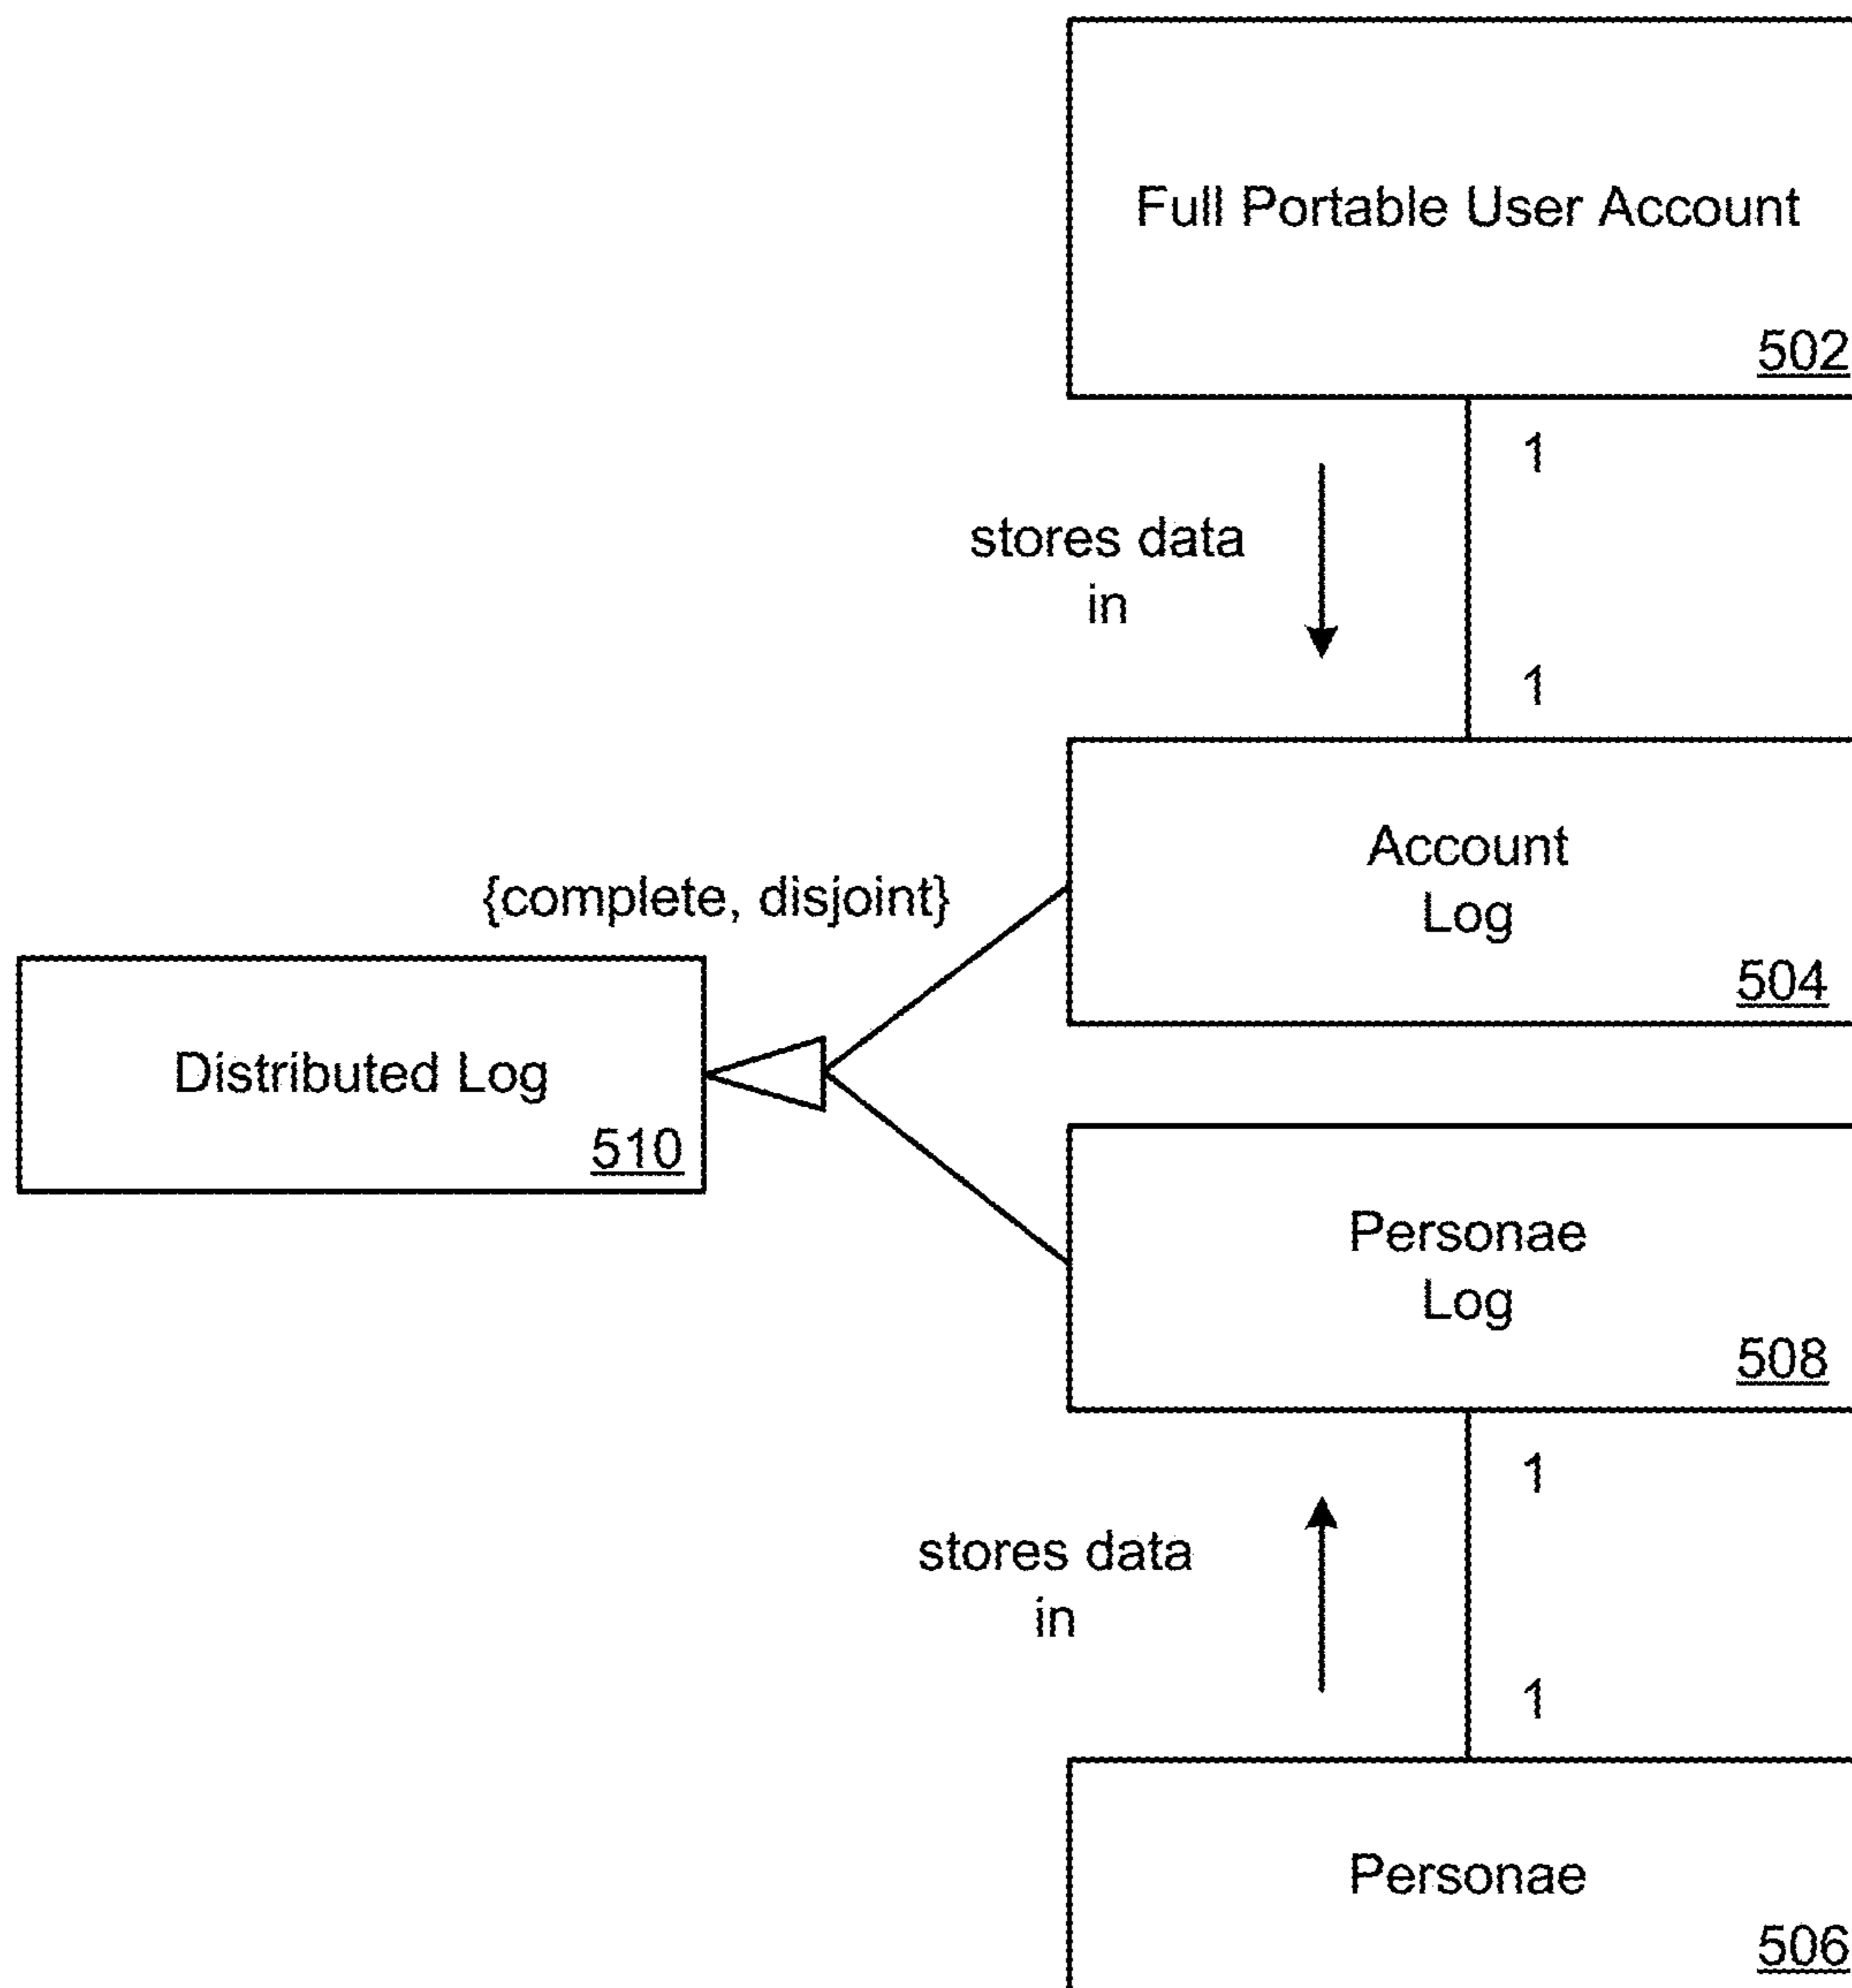 Full Portable User Account
502
1
stores data
in
1
Account
Log
504
{complete, disjoint}
Distributed Log
510
Personae
Log
508
1
stores data
in
1
Personae
506